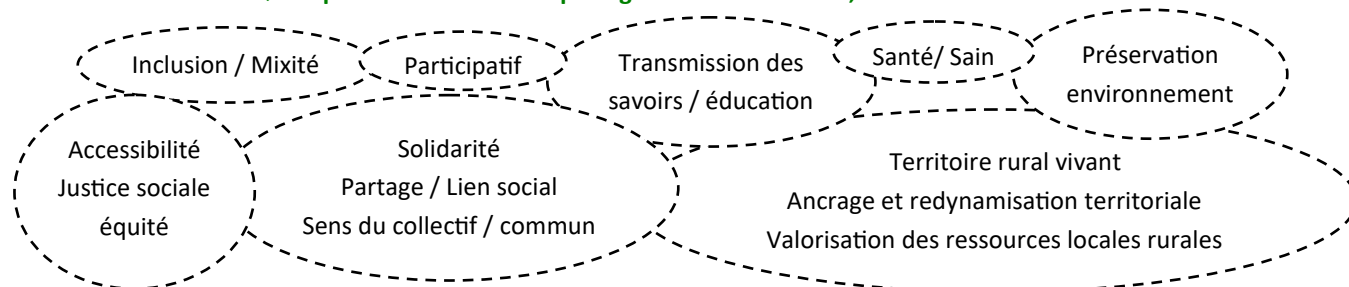 Inclusion / Mixité
Participatif
Transmission des
savoirs / éducation
Santé/ Sain
Préservation
environnement
Accessibilité
Justice sociale
équité
Solidarité
Partage / Lien social
Sens du collectif / commun
Territoire rural vivant
Ancrage et redynamisation territoriale
Valorisation des ressources locales rurales